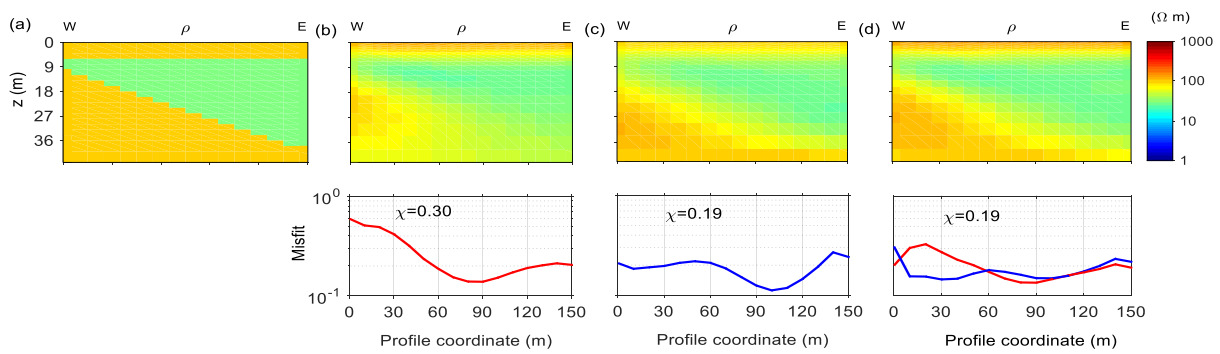 (a) W ρ E (b) W ρ E (c) W ρ E (d) W ρ E (Ω m)
0 1000
9
18 100
27 10
36
z (m) 1
10⁰ χ=0.30 χ=0.19 χ=0.19
Misfit
10⁻¹
0 30 60 90 120 150 0 30 60 90 120 150 0 30 60 90 120 150
Profile coordinate (m) Profile coordinate (m) Profile coordinate (m)